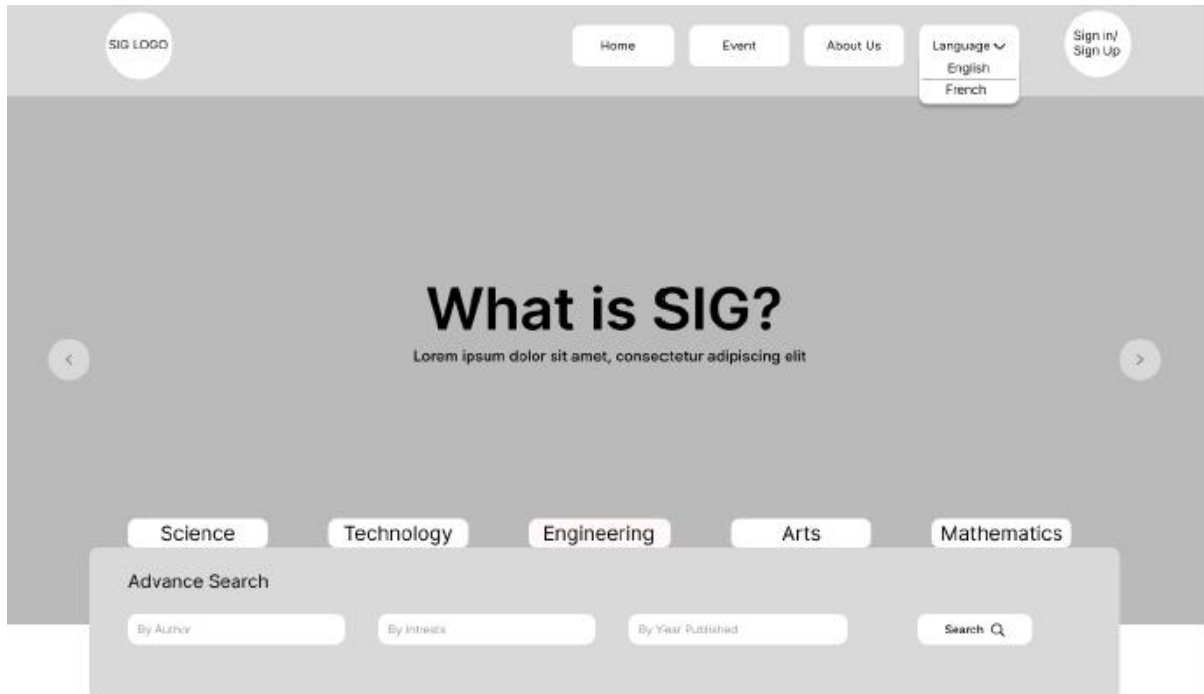 SIG LOGO
Home
Event
About Us
Language
English
French
Sign in/
Sign Up
What is SIG?
Lorem ipsum dolor sit amet, consectetur adipiscing elit
Science
Technology
Engineering
Arts
Mathematics
Advance Search
By Author
By Intrests
By Year Published
Search